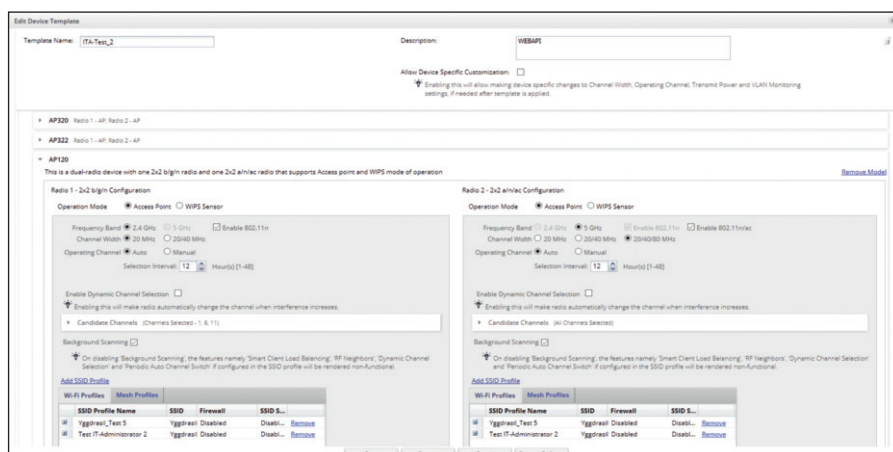 Edit Device Template
Template Name: ITA-Test_2
Description: WEBAPI
Allow Device Specific Customization:
Enabling this will allow making device specific changes to Channel Width, Operating Channel, Transmit Power and VLAN Monitoring
settings, if needed after template is applied.
AP320 Radio 1 - AP; Radio 2 - AP
AP322 Radio 1 - AP; Radio 2 - AP
AP120
This is a dual-radio device with one 2x2 b/g/n radio and one 2x2 a/n/ac radio that supports Access point and WIPS mode of operation
Remove Model
Radio 1 - 2x2 b/g/n Configuration
Operation Mode Access Point WIPS Sensor
Frequency Band 2.4 GHz 5 GHz Enable 802.11n
Channel Width 20 MHz 20/40 MHz
Operating Channel Auto Manual
Selection Interval: 12 Hour(s) [1-48]
Enable Dynamic Channel Selection
Enabling this will make radio automatically change the channel when interference increases.
Candidate Channels (Channels Selected - 1, 6, 11)
Background Scanning
On disabling 'Background Scanning', the features namely 'Smart Client Load Balancing', 'RF Neighbors', 'Dynamic Channel
Selection' and 'Periodic Auto Channel Switch' if configured in the SSID profile will be rendered non-functional.
Add SSID Profile
Wi-Fi Profiles Mesh Profiles
SSID Profile Name SSID Firewall SSID S...
Yggdrasil_Test 5 Yggdrasil Disabled Disabl... Remove
Test IT-Administrator 2 Yggdrasil Disabled Disabl... Remove
Radio 2 - 2x2 a/n/ac Configuration
Operation Mode Access Point WIPS Sensor
Frequency Band 2.4 GHz 5 GHz Enable 802.11n Enable 802.11n/ac
Channel Width 20 MHz 20/40 MHz 20/40/80 MHz
Operating Channel Auto Manual
Selection Interval: 12 Hour(s) [1-48]
Enable Dynamic Channel Selection
Enabling this will make radio automatically change the channel when interference increases.
Candidate Channels (All Channels Selected)
Background Scanning
On disabling 'Background Scanning', the features namely 'Smart Client Load Balancing', 'RF Neighbors', 'Dynamic Channel
Selection' and 'Periodic Auto Channel Switch' if configured in the SSID profile will be rendered non-functional.
Add SSID Profile
Wi-Fi Profiles Mesh Profiles
SSID Profile Name SSID Firewall SSID S...
Yggdrasil_Test 5 Yggdrasil Disabled Disabl... Remove
Test IT-Administrator 2 Yggdrasil Disabled Disabl... Remove